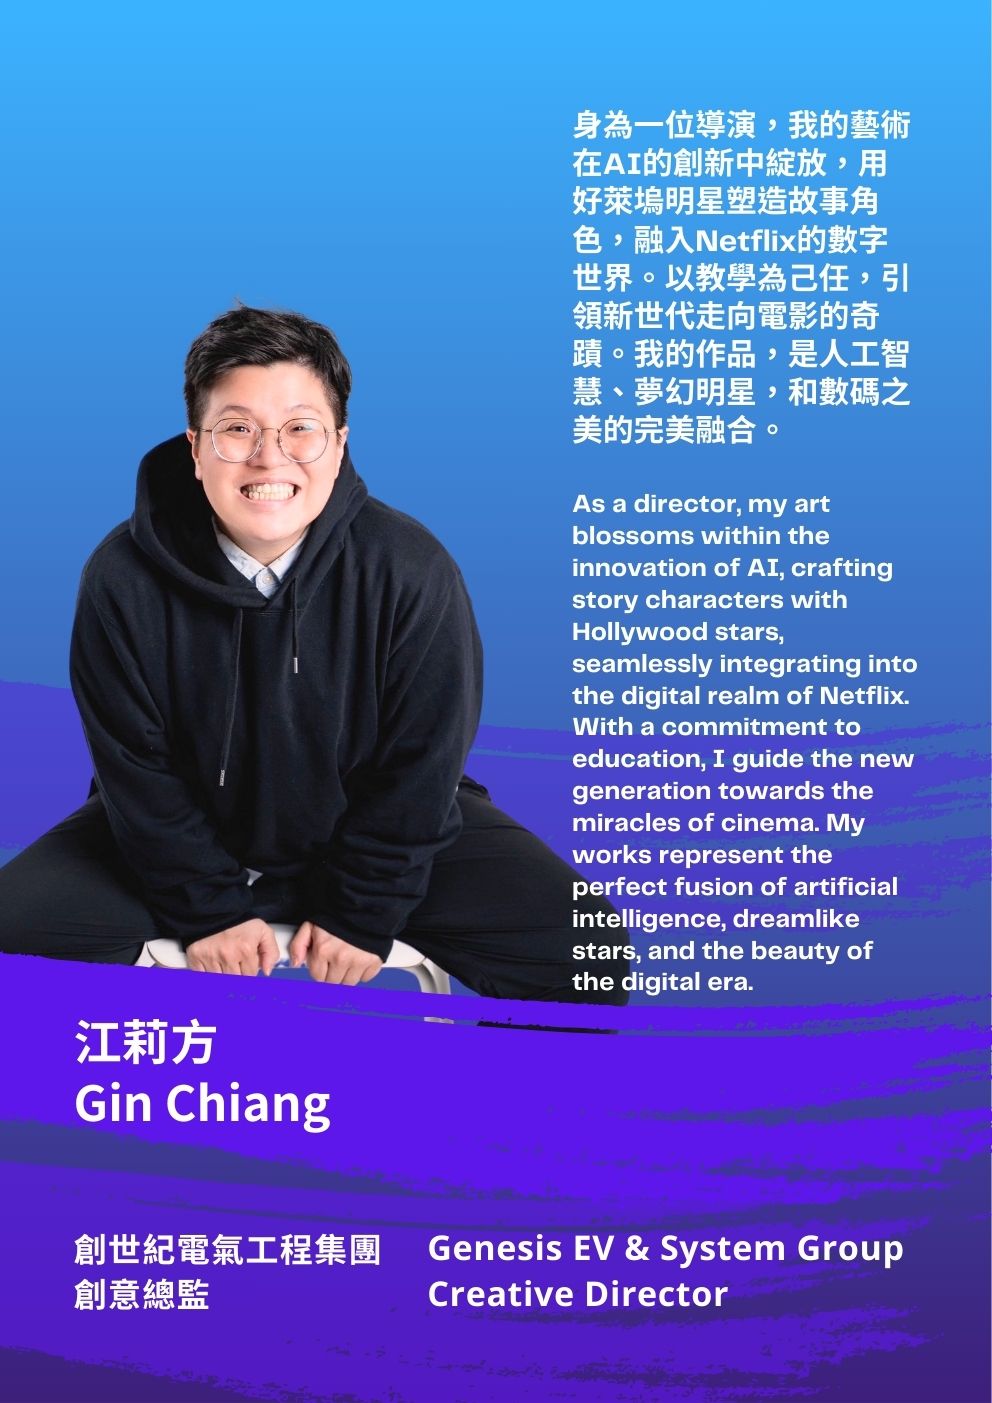 身為一位導演，我的藝術
在AI的創新中綻放，用
好萊塢明星塑造故事角
色，融入Netflix的數字
世界。以教學為己任，引
領新世代走向電影的奇
蹟。我的作品，是人工智
慧、夢幻明星，和數碼之
美的完美融合。
As a director, my art
blossoms within the
innovation of AI, crafting
story characters with
Hollywood stars,
seamlessly integrating into
the digital realm of Netflix.
With a commitment to
education, I guide the new
generation towards the
miracles of cinema. My
works represent the
perfect fusion of artificial
intelligence, dreamlike
stars, and the beauty of
the digital era.
江莉方
Gin Chiang
創世紀電氣工程集團
創意總監
Genesis EV & System Group
Creative Director